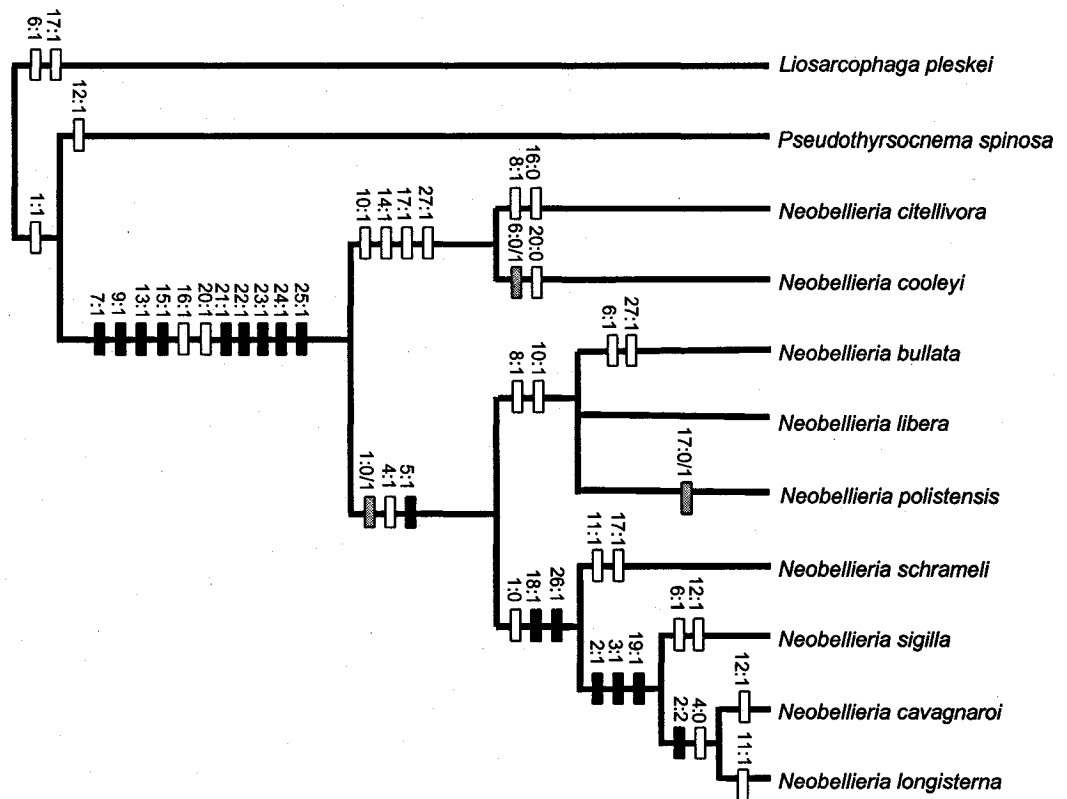 6:1 17:1
Liosarcophaga pleskei
12:1
Pseudothyrsocnema spinosa
1:1
8:1 16:0
Neobellieria citellivora
10:1 14:1 17:1 27:1
6:0/1 20:0
Neobellieria cooleyi
7:1 9:1 13:1 15:1 16:1 20:1 21:1 22:1 23:1 24:1 25:1
6:1 27:1
Neobellieria bullata
8:1 10:1
Neobellieria libera
17:0/1
Neobellieria polistensis
1:0/1 4:1 5:1
11:1 17:1
Neobellieria schrameli
1:0 18:1 26:1
6:1 12:1
Neobellieria sigilla
2:1 3:1 19:1
12:1
Neobellieria cavagnaroi
2:2 4:0
11:1
Neobellieria longisterna